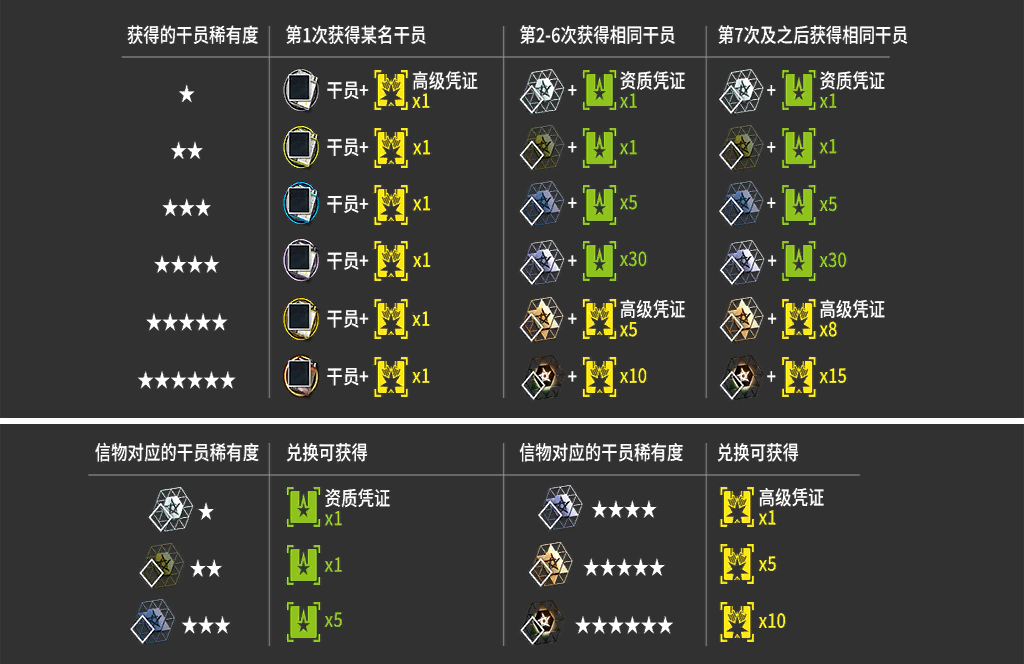 获得的干员稀有度 第1次获得某名干员 第2-6次获得相同干员 第7次及之后获得相同干员
★ 干员+ 高级凭证 x1 + 资质凭证 x1 + 资质凭证 x1
★★ 干员+ x1 + x1 + x1
★★★ 干员+ x1 + x5 + x5
★★★★ 干员+ x1 + x30 + x30
★★★★★ 干员+ x1 + 高级凭证 x5 + 高级凭证 x8
★★★★★★ 干员+ x1 + x10 + x15
信物对应的干员稀有度 兑换可获得 信物对应的干员稀有度 兑换可获得
★ 资质凭证 x1 ★★★★ 高级凭证 x1
★★ x1 ★★★★★ x5
★★★ x5 ★★★★★★ x10